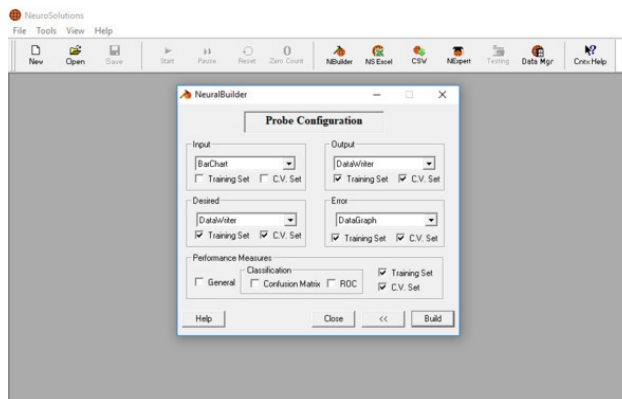 NeuroSolutions
File Tools View Help
New Open Save Start Pause Reset Zero Count NBuilder NS Excel CSW NExpert Testing Data Mgr Cntx Help
NeuralBuilder
Probe Configuration
Input Output
BarChart DataWriter
Training Set C.V. Set Training Set C.V. Set
Desired Error
DataWriter DataGraph
Training Set C.V. Set Training Set C.V. Set
Performance Measures
Classification Training Set
General Confusion Matrix ROC
C.V. Set
Help Close << Build